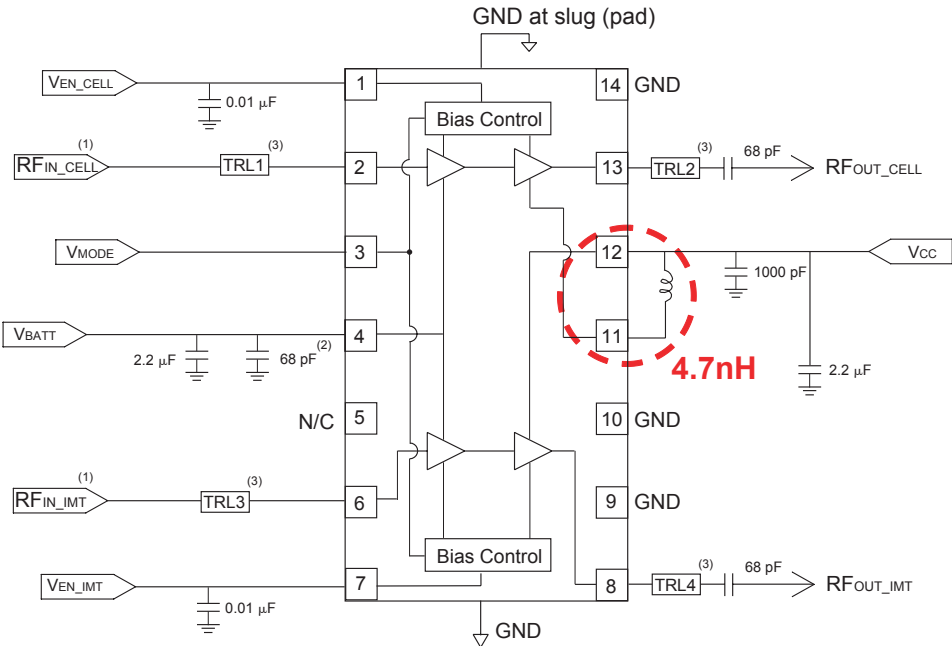 GND at slug (pad)
VEN_CELL
0.01 μF
1
14
GND
Bias Control
(1)
RFIN_CELL
TRL1
(3)
2
13
TRL2
(3)
68 pF
RFOUT_CELL
VMODE
3
12
1000 pF
VCC
VBATT
2.2 μF
68 pF
(2)
4
11
4.7nH
2.2 μF
N/C
5
10
GND
(1)
RFIN_IMT
TRL3
(3)
6
9
GND
Bias Control
VEN_IMT
0.01 μF
7
8
TRL4
(3)
68 pF
RFOUT_IMT
GND